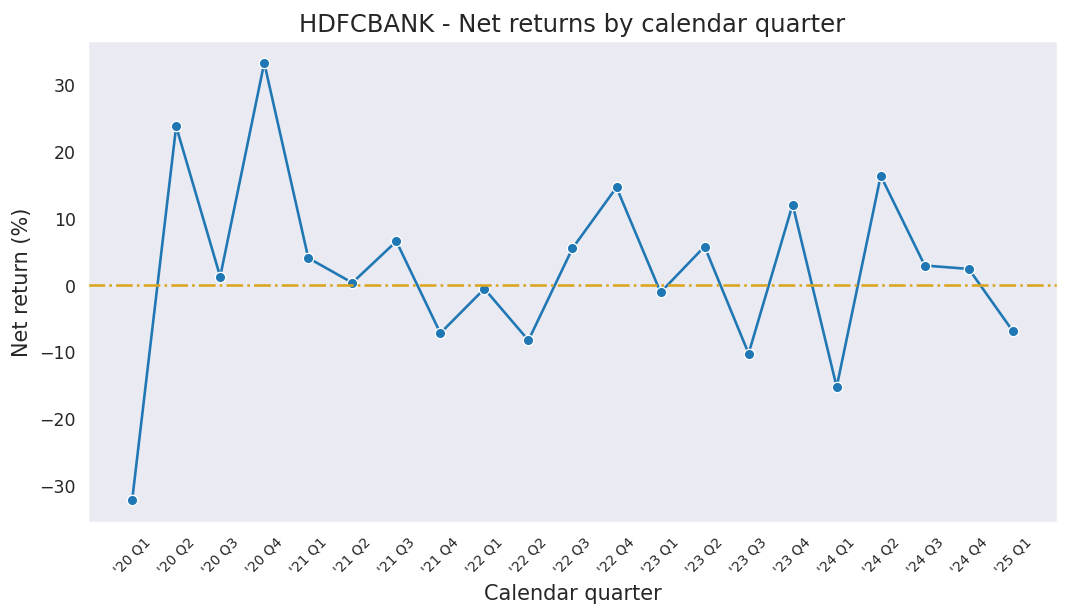 HDFCBANK - Net returns by calendar quarter
Net return (%)
30
20
10
0
−10
−20
−30
'20 Q1
'20 Q2
'20 Q3
'20 Q4
'21 Q1
'21 Q2
'21 Q3
'21 Q4
'22 Q1
'22 Q2
'22 Q3
'22 Q4
'23 Q1
'23 Q2
'23 Q3
'23 Q4
'24 Q1
'24 Q2
'24 Q3
'24 Q4
'25 Q1
Calendar quarter